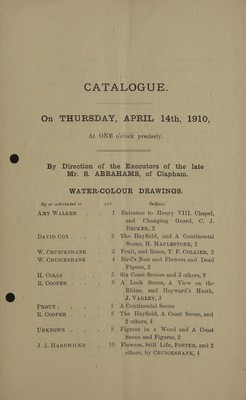 CATALOGUE.
On THURSDAY, APRIL 14th, 1910,
At ONE o'clock precisely.
By Direction of the Executors of the late
Mr. S. ABRAHAMS, of Clapham.
WATER-COLOUR DRAWINGS.
By or attributed to LOT Subject.
AMY WALKER . . 1 Entrance to Henry VIII. Chapel,
and Changing Guard, C. J.
2
DAVID COX . . 2 The Hayfield, and A Continental
Scene, H. MAPLESTONE, 2
W. CRUICKSHANK 3 Fruit, and Roses, T. F. COLLIER, 2
W. CRUICKSHANK 4 Bird's Nest and Flowers and Dead
Pigeon, 2
H. COLLS . . 5 Six Coast Scenes and 3 others, 9
R. COOPER . . 6 A Loch Scene, A View on the
Rhine, and Hayward's Heath,
J. VARLEY, 3
PROUT . . . 7 A Continental Scene
R. COOPER . . 8 The Hayfield, A Coast Scene, and
2 others, 4
UNKNOWN . . 9 Figures in a Wood and A Coast
Scene and Figures, 2
J. J. HARDWICKE . 10 Flowers, Still Life, FOSTER, and 2
others, by CRUICKSHANK, 4